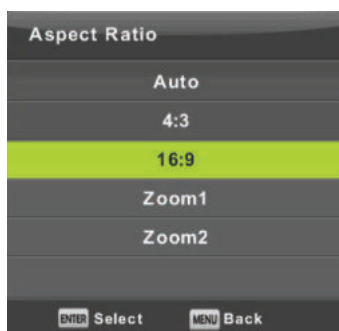 Aspect Ratio
Auto
4:3
16:9
Zoom1
Zoom2
ENTER Select MENU Back